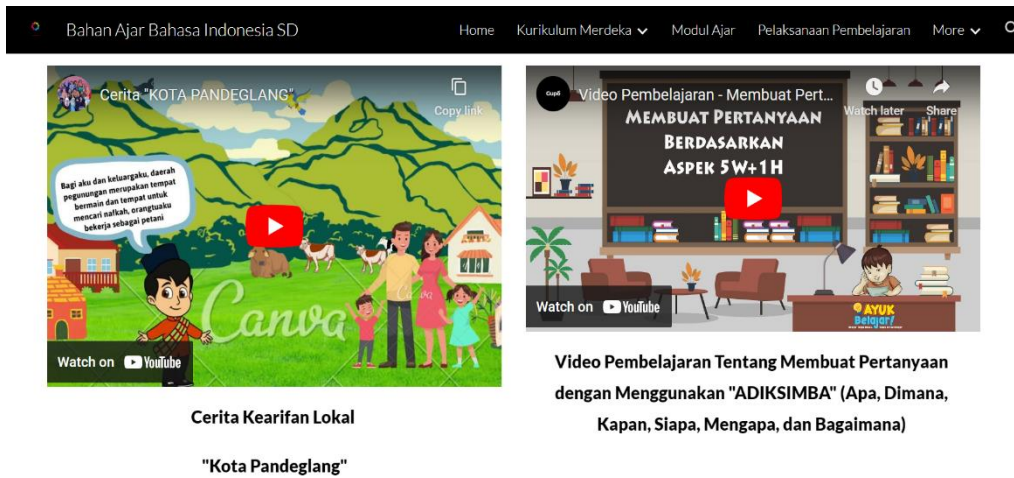 Bahan Ajar Bahasa Indonesia SD
Home
Kurikulum Merdeka
Modul Ajar
Pelaksanaan Pembelajaran
More
Cerita "KOTA PANDEGLANG"
Copy link
Bagi aku dan keluargaku, daerah
pegunungan merupakan tempat
bermain dan tempat untuk
mencari nafkah, orangtuaku
bekerja sebagai petani
Canva
Watch on YouTube
Cerita Kearifan Lokal
"Kota Pandeglang"
Cupß
Video Pembelajaran - Membuat Pert...
Watch later
Share
MEMBUAT PERTANYAAN
BERDASARKAN
ASPEK 5W+1H
Watch on YouTube
AYUK
Belajar!
Video Pembelajaran Tentang Membuat Pertanyaan
dengan Menggunakan "ADIKSIMBA" (Apa, Dimana,
Kapan, Siapa, Mengapa, dan Bagaimana)